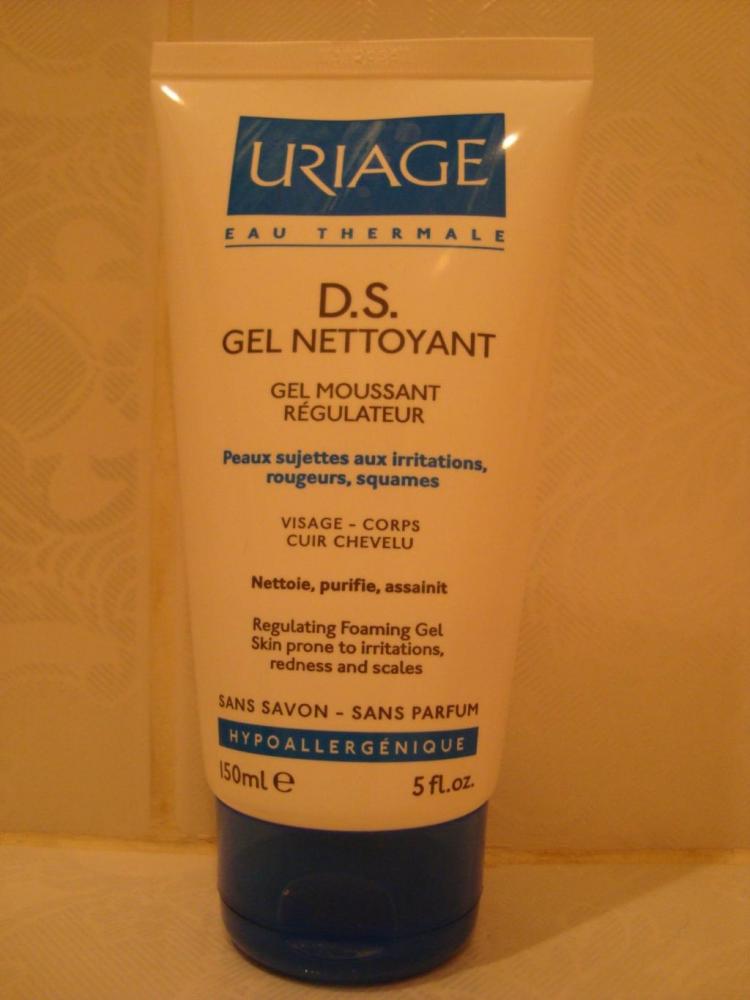 URIAGE
EAU THERMALE
D.S.
GEL NETTOYANT
GEL MOUSSANT
RÉGULATEUR
Peaux sujettes aux irritations,
rougeurs, squames
VISAGE - CORPS
CUIR CHEVELU
Nettoie, purifie, assainit
Regulating Foaming Gel
Skin prone to irritations,
redness and scales
SANS SAVON - SANS PARFUM
HYPOALLERGÉNIQUE
150ml ℮ 5 fl.oz.